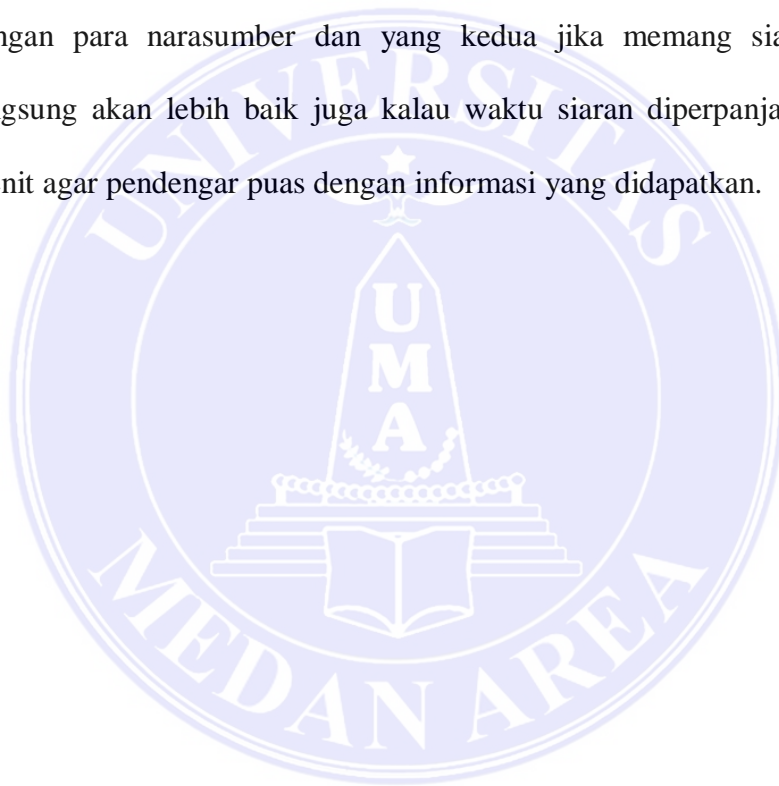 ngan para narasumber dan yang kedua jika memang sia
gsung akan lebih baik juga kalau waktu siaran diperpanja
nit agar pendengar puas dengan informasi yang didapatkan.
UNIVERSITAS
UMA
MEDAN AREA